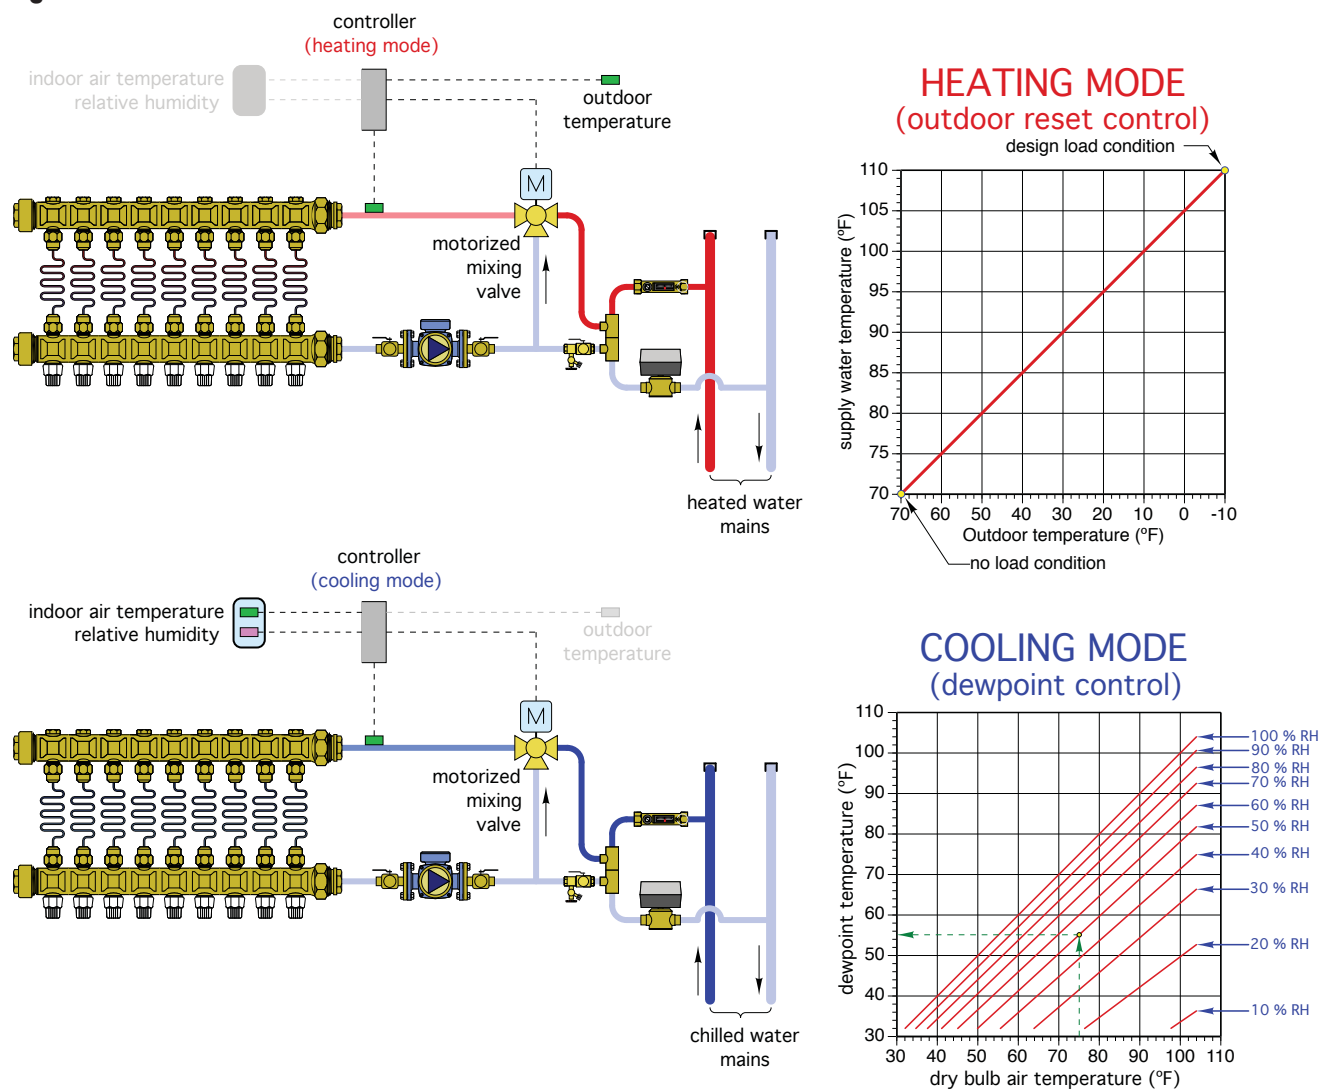 controller
(heating mode)
indoor air temperature
relative humidity
outdoor
temperature
M
motorized
mixing
valve
heated water
mains
HEATING MODE
(outdoor reset control)
design load condition
110
105
100
95
90
85
80
75
70
supply water temperature (ºF)
70 60 50 40 30 20 10 0 -10
Outdoor temperature (ºF)
no load condition
controller
(cooling mode)
indoor air temperature
relative humidity
outdoor
temperature
M
motorized
mixing
valve
chilled water
mains
COOLING MODE
(dewpoint control)
110
100
90
80
70
60
50
40
30
dewpoint temperature (ºF)
100 % RH
90 % RH
80 % RH
70 % RH
60 % RH
50 % RH
40 % RH
30 % RH
20 % RH
10 % RH
30 40 50 60 70 80 90 100 110
dry bulb air temperature (ºF)